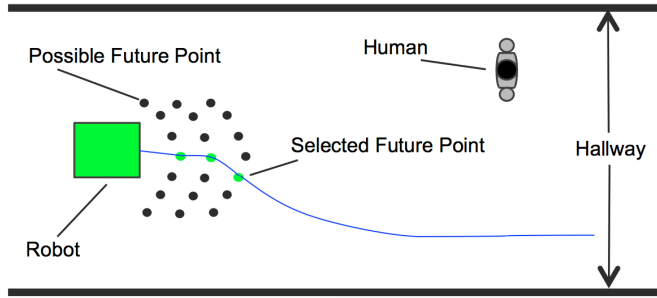 Human
Possible Future Point
Selected Future Point
Hallway
Robot